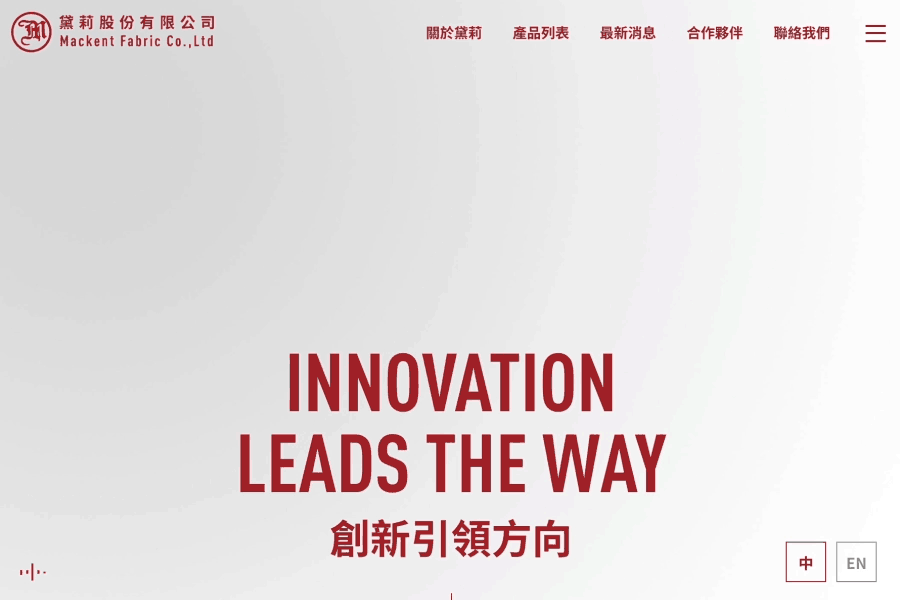 黛莉股份有限公司
Mackent Fabric Co.,Ltd
關於黛莉
產品列表
最新消息
合作夥伴
聯絡我們
INNOVATION
LEADS THE WAY
創新引領方向
中
EN